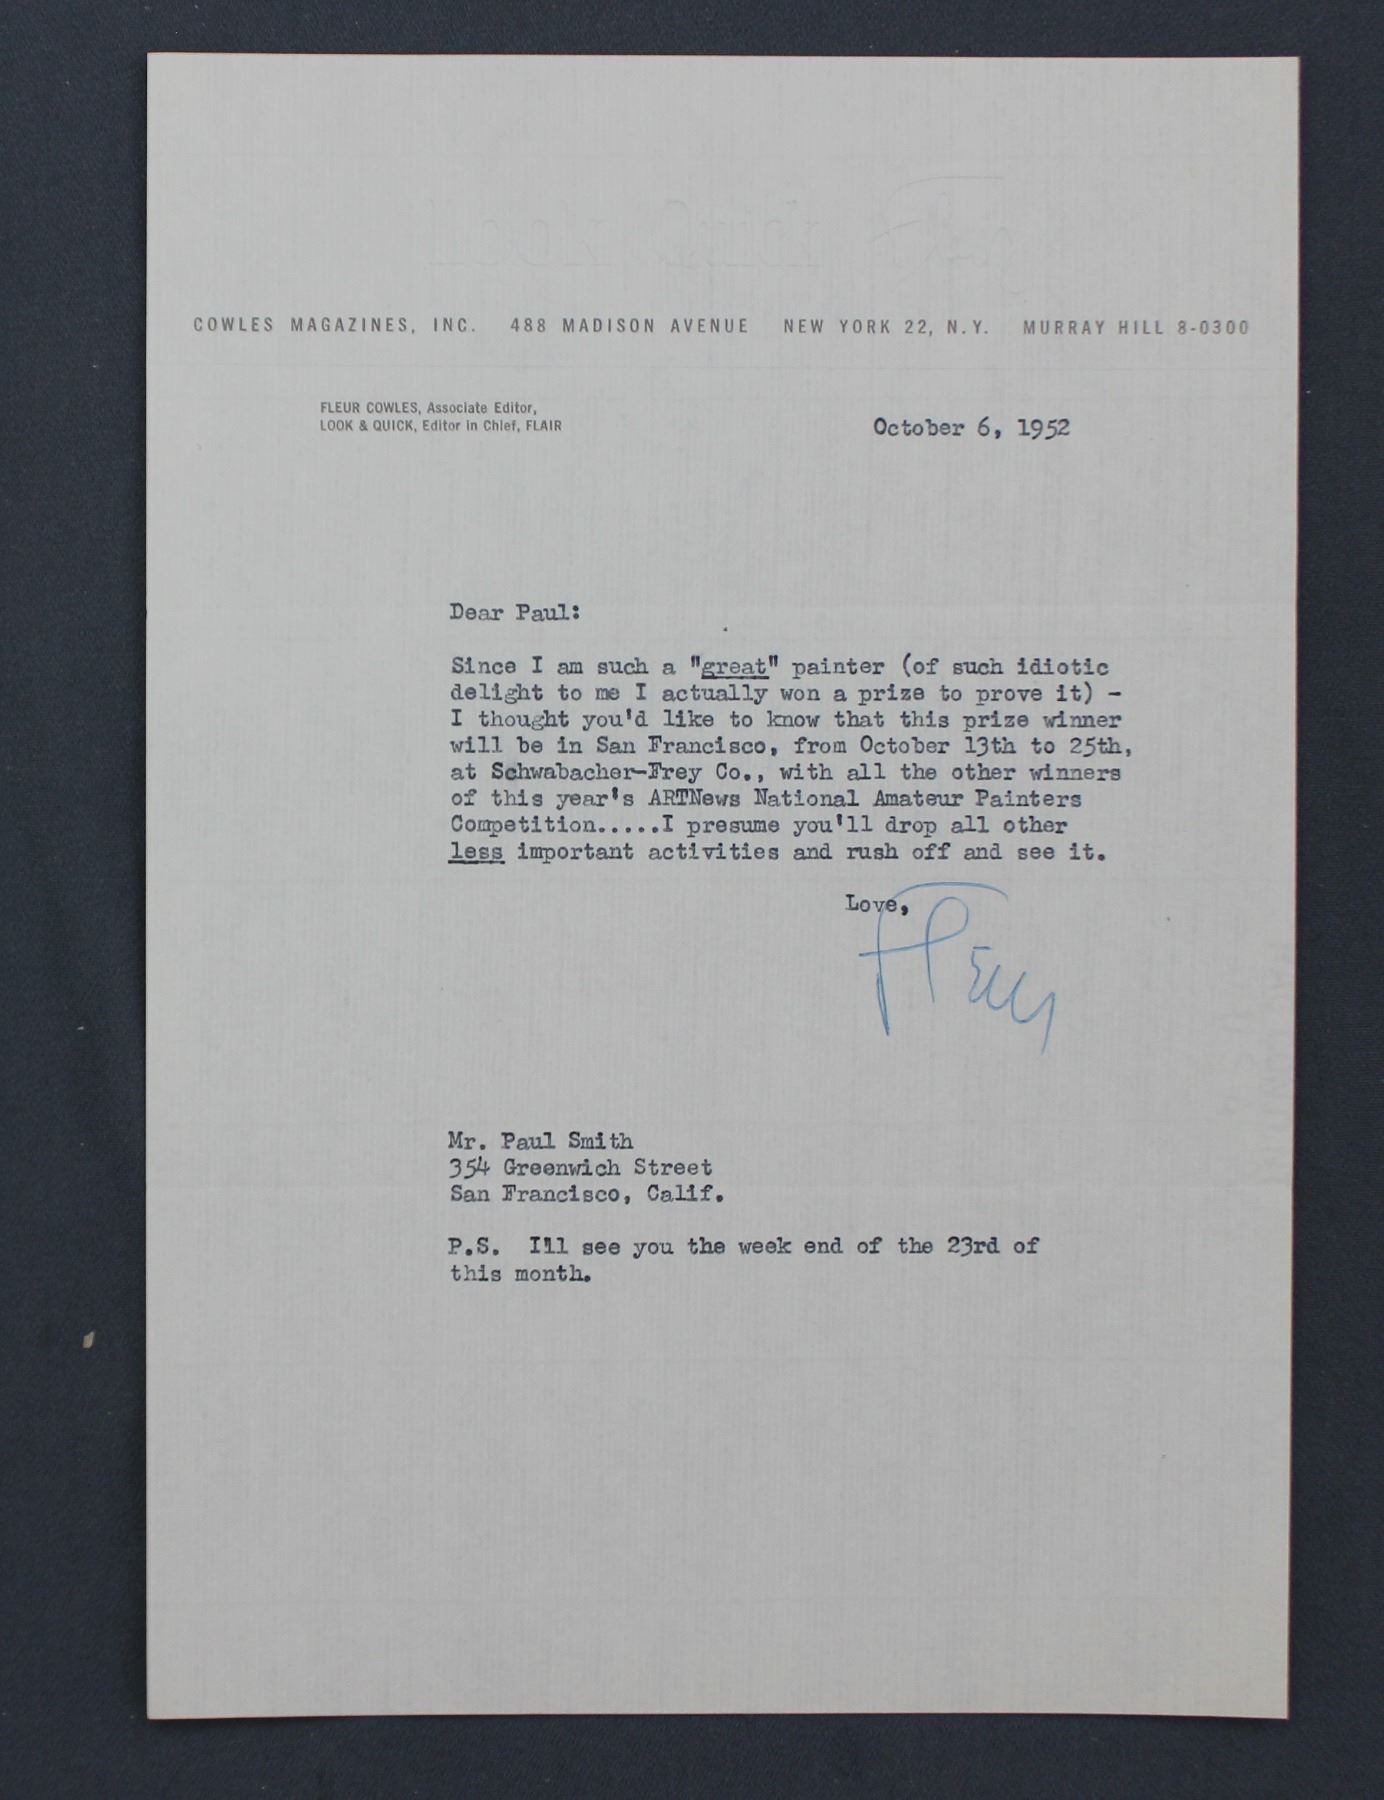 COWLES MAGAZINES, INC. 488 MADISON AVENUE NEW YORK 22, N.Y. MURRAY HILL 8-0300
FLEUR COWLES, Associate Editor,
LOOK & QUICK, Editor in Chief, FLAIR
October 6, 1952
Dear Paul:
Since I am such a "great" painter (of such idiotic
delight to me I actually won a prize to prove it) -
I thought you'd like to know that this prize winner
will be in San Francisco, from October 13th to 25th,
at Schwabacher-Frey Co., with all the other winners
of this year's ARTNews National Amateur Painters
Competition.....I presume you'll drop all other
less important activities and rush off and see it.
Love,
Fleur
Mr. Paul Smith
354 Greenwich Street
San Francisco, Calif.
P.S. I'll see you the week end of the 23rd of
this month.